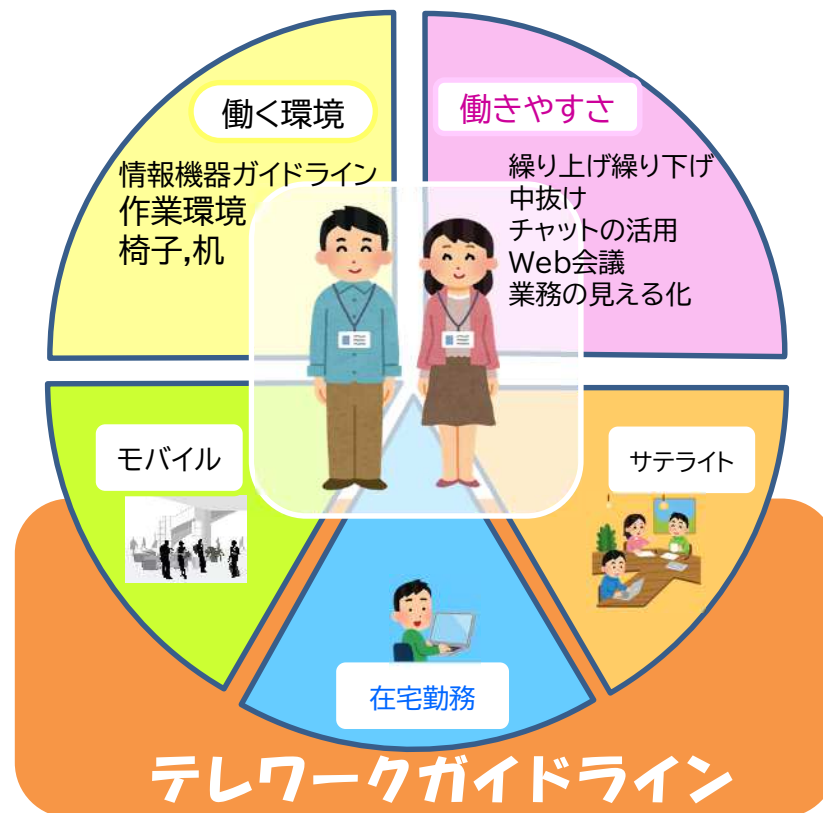 働く環境
情報機器ガイドライン
作業環境
椅子,机
働きやすさ
繰り上げ繰り下げ
中抜け
チャットの活用
Web会議
業務の見える化
モバイル
サテライト
在宅勤務
テレワークガイドライン